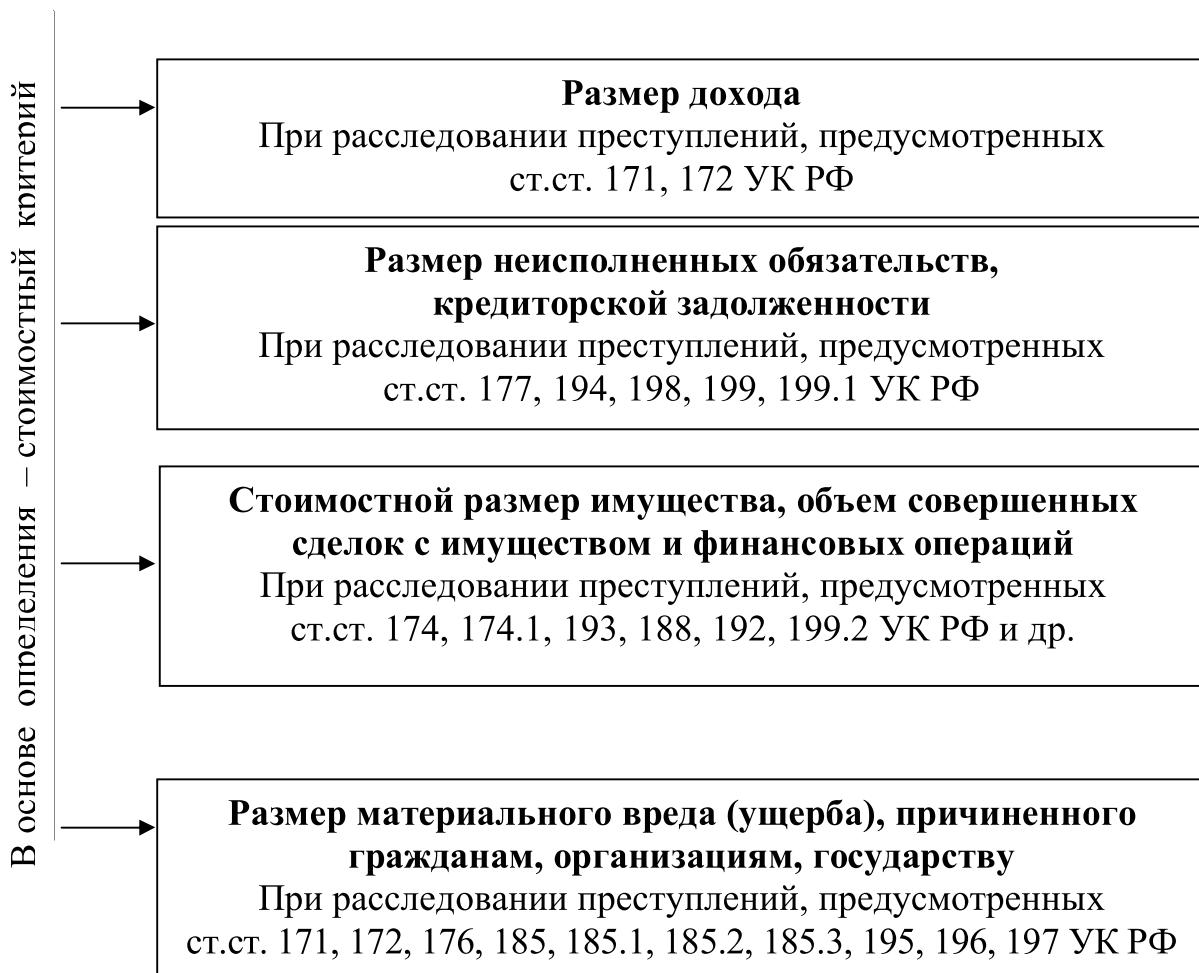 В основе определения – стоимостный критерий
Размер дохода
При расследовании преступлений, предусмотренных
ст.ст. 171, 172 УК РФ
Размер неисполненных обязательств,
кредиторской задолженности
При расследовании преступлений, предусмотренных
ст.ст. 177, 194, 198, 199, 199.1 УК РФ
Стоимостной размер имущества, объем совершенных
сделок с имуществом и финансовых операций
При расследовании преступлений, предусмотренных
ст.ст. 174, 174.1, 193, 188, 192, 199.2 УК РФ и др.
Размер материального вреда (ущерба), причиненного
гражданам, организациям, государству
При расследовании преступлений, предусмотренных
ст.ст. 171, 172, 176, 185, 185.1, 185.2, 185.3, 195, 196, 197 УК РФ